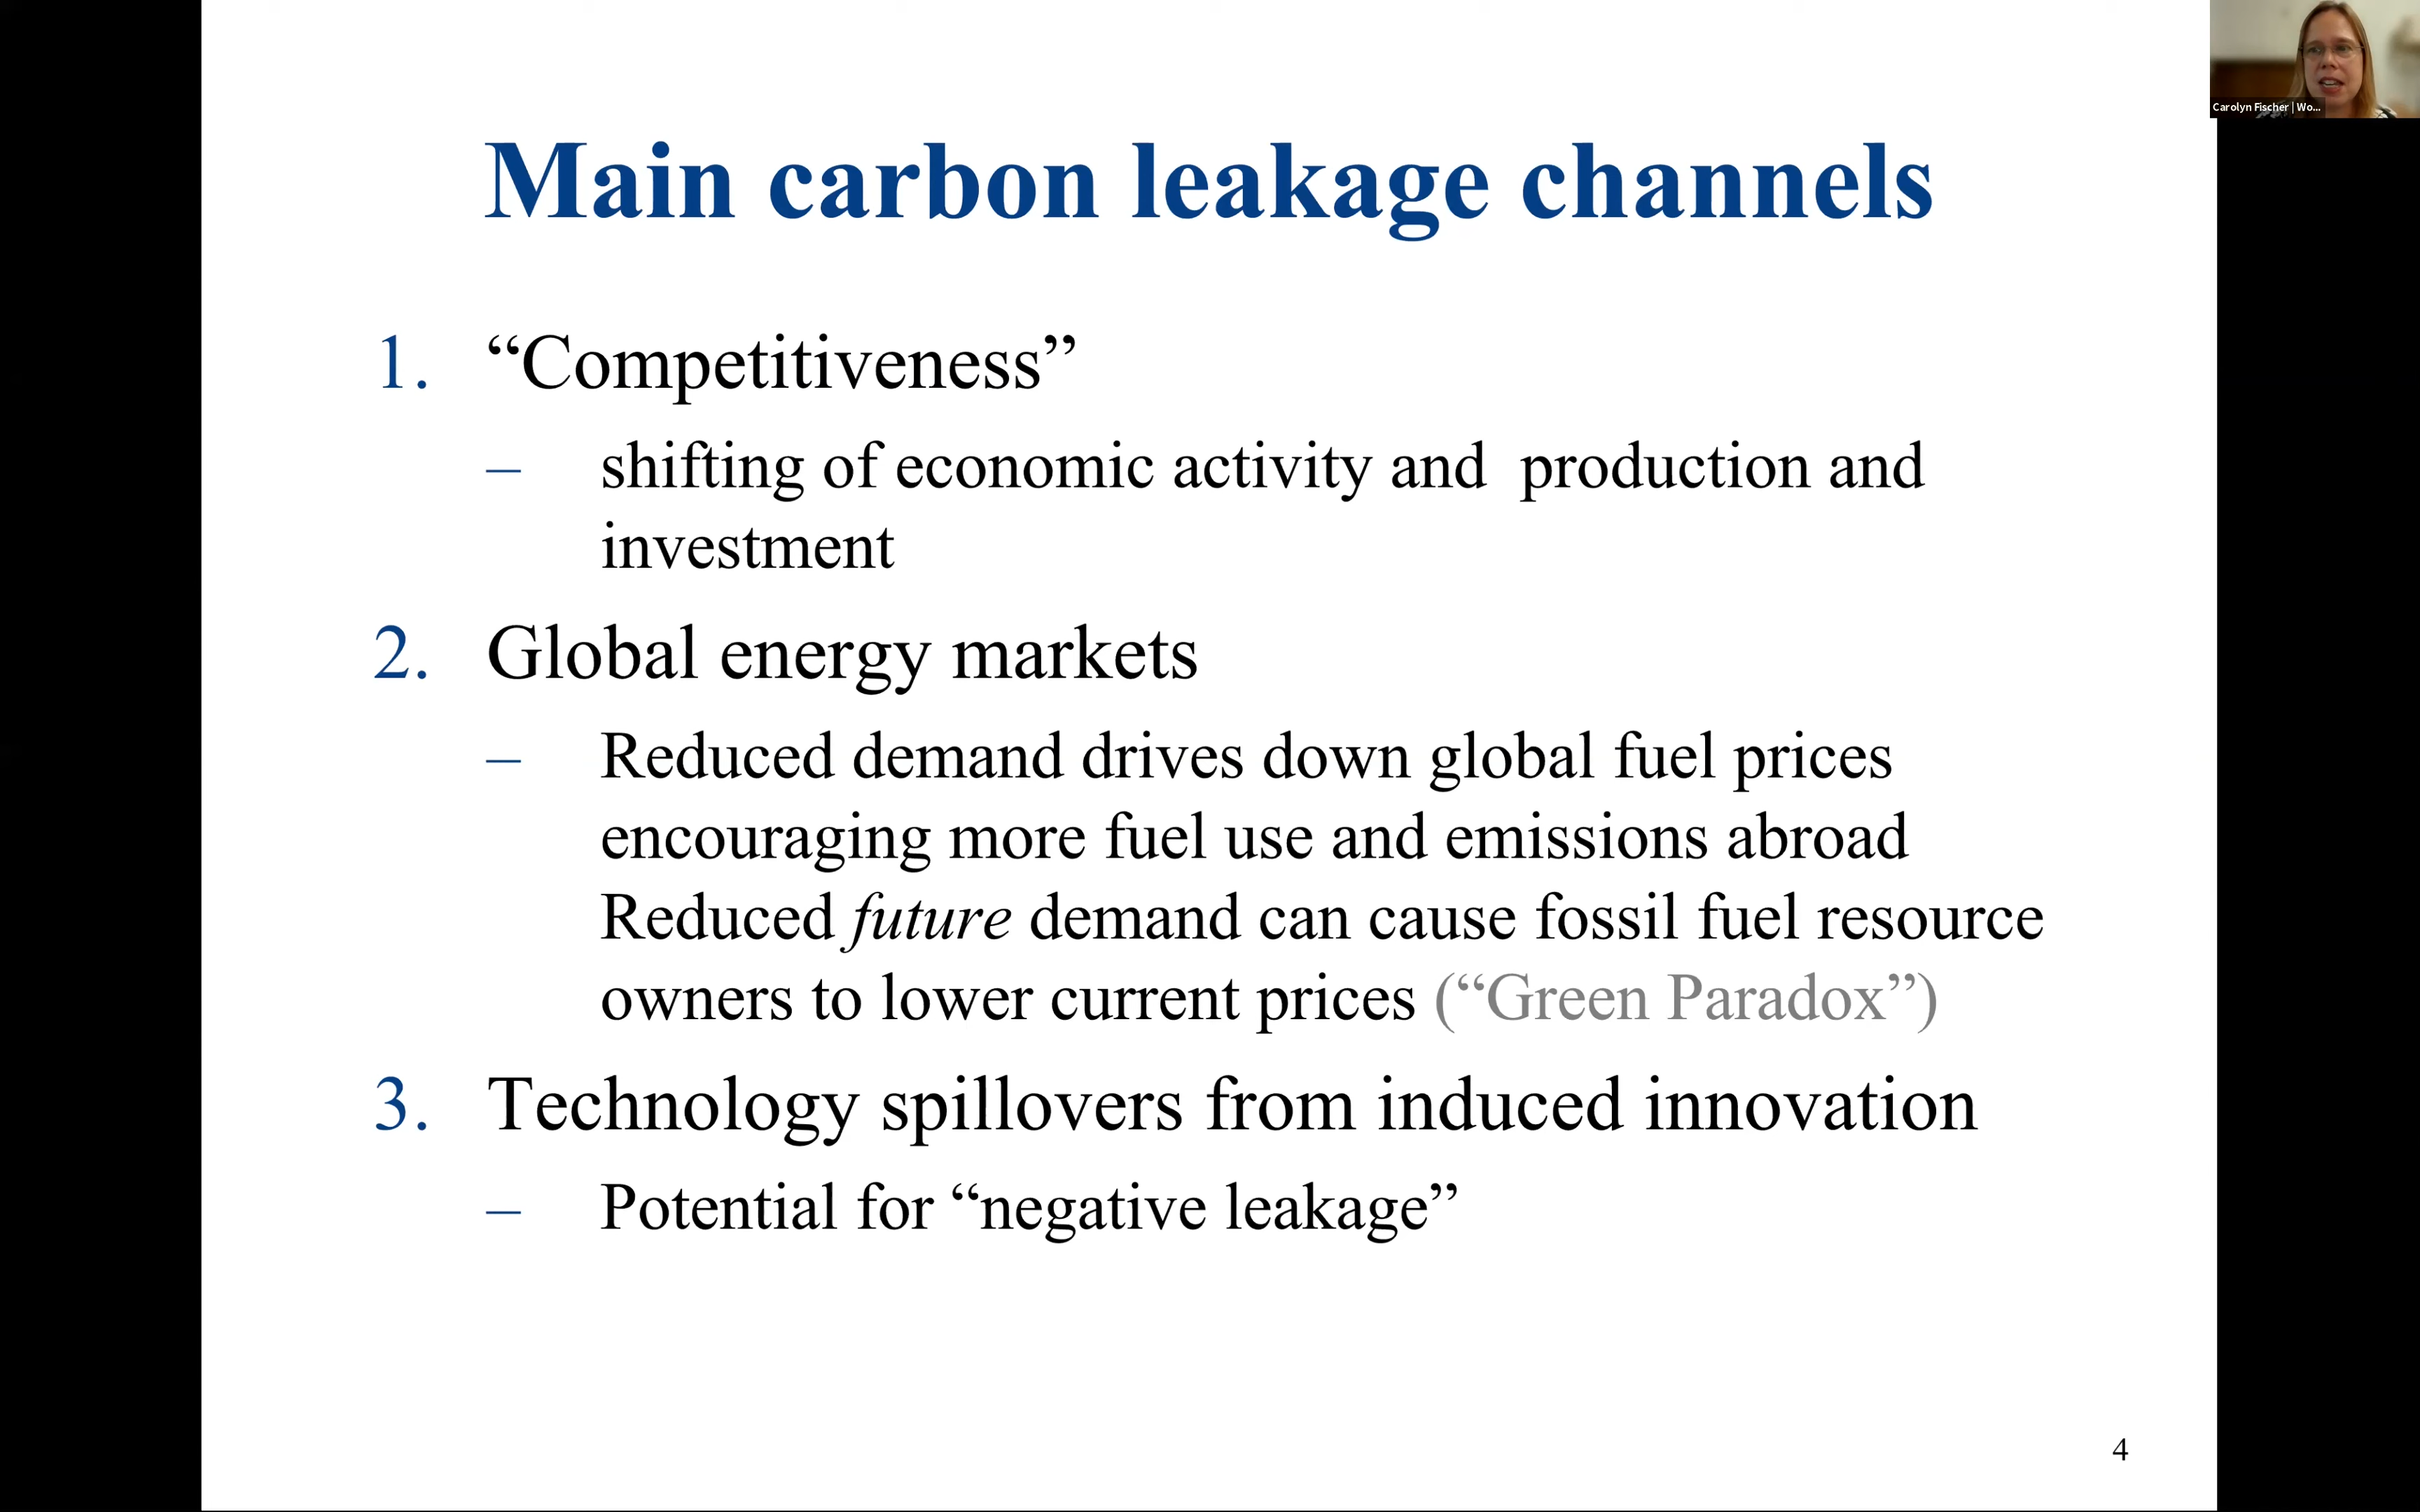 Carolyn Fischer | Wo...
Main carbon leakage channels
1. “Competitiveness”
– shifting of economic activity and  production and
investment
2. Global energy markets
– Reduced demand drives down global fuel prices
encouraging more fuel use and emissions abroad
Reduced future demand can cause fossil fuel resource
owners to lower current prices (“Green Paradox”)
3. Technology spillovers from induced innovation
– Potential for “negative leakage”
4